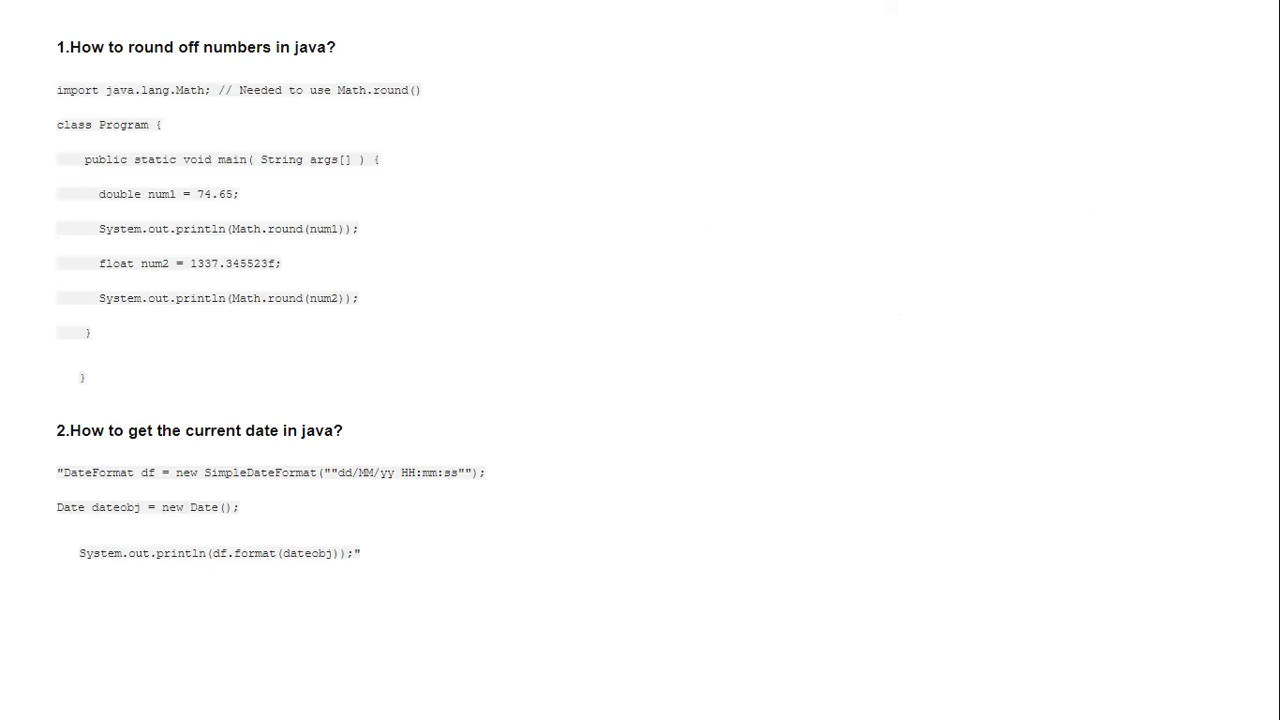 1.How to round off numbers in java?
import java.lang.Math; // Needed to use Math.round()
class Program {
public static void main( String args[] ) {
double num1 = 74.65;
System.out.println(Math.round(num1));
float num2 = 1337.345523f;
System.out.println(Math.round(num2));
}
}
2.How to get the current date in java?
"DateFormat df = new SimpleDateFormat(""dd/MM/yy HH:mm:ss"");
Date dateobj = new Date();
System.out.println(df.format(dateobj));"